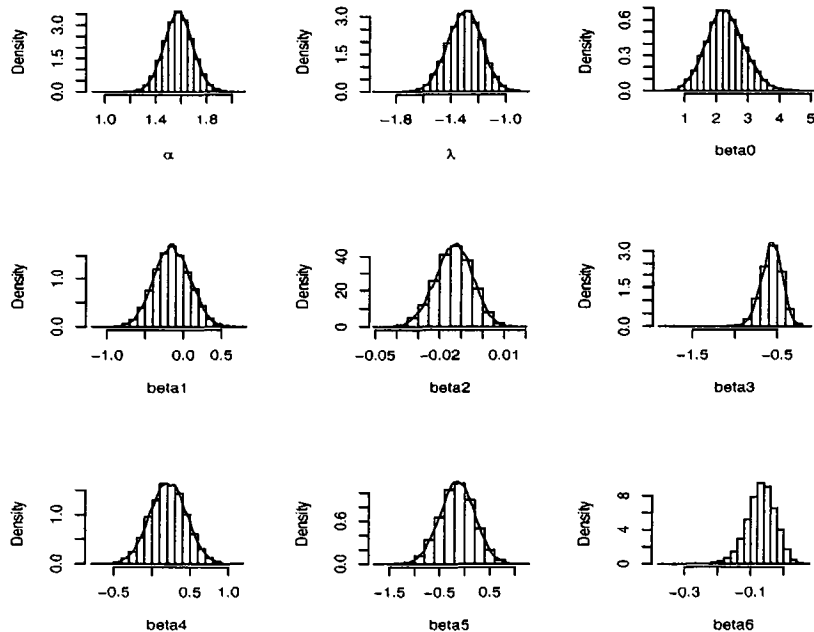 Density
0.0 1.5 3.0
1.0 1.4 1.8
α
Density
0.0 1.5 3.0
-1.8 -1.4 -1.0
λ
Density
0.0 0.3 0.6
1 2 3 4 5
beta0
Density
0.0 1.0
-1.0 0.0 0.5
beta1
Density
0 20 40
-0.05 -0.02 0.01
beta2
Density
0.0 1.5 3.0
-1.5 -0.5
beta3
Density
0.0 1.0
-0.5 0.5 1.0
beta4
Density
0.0 0.6
-1.5 -0.5 0.5
beta5
Density
0 4 8
-0.3 -0.1
beta6